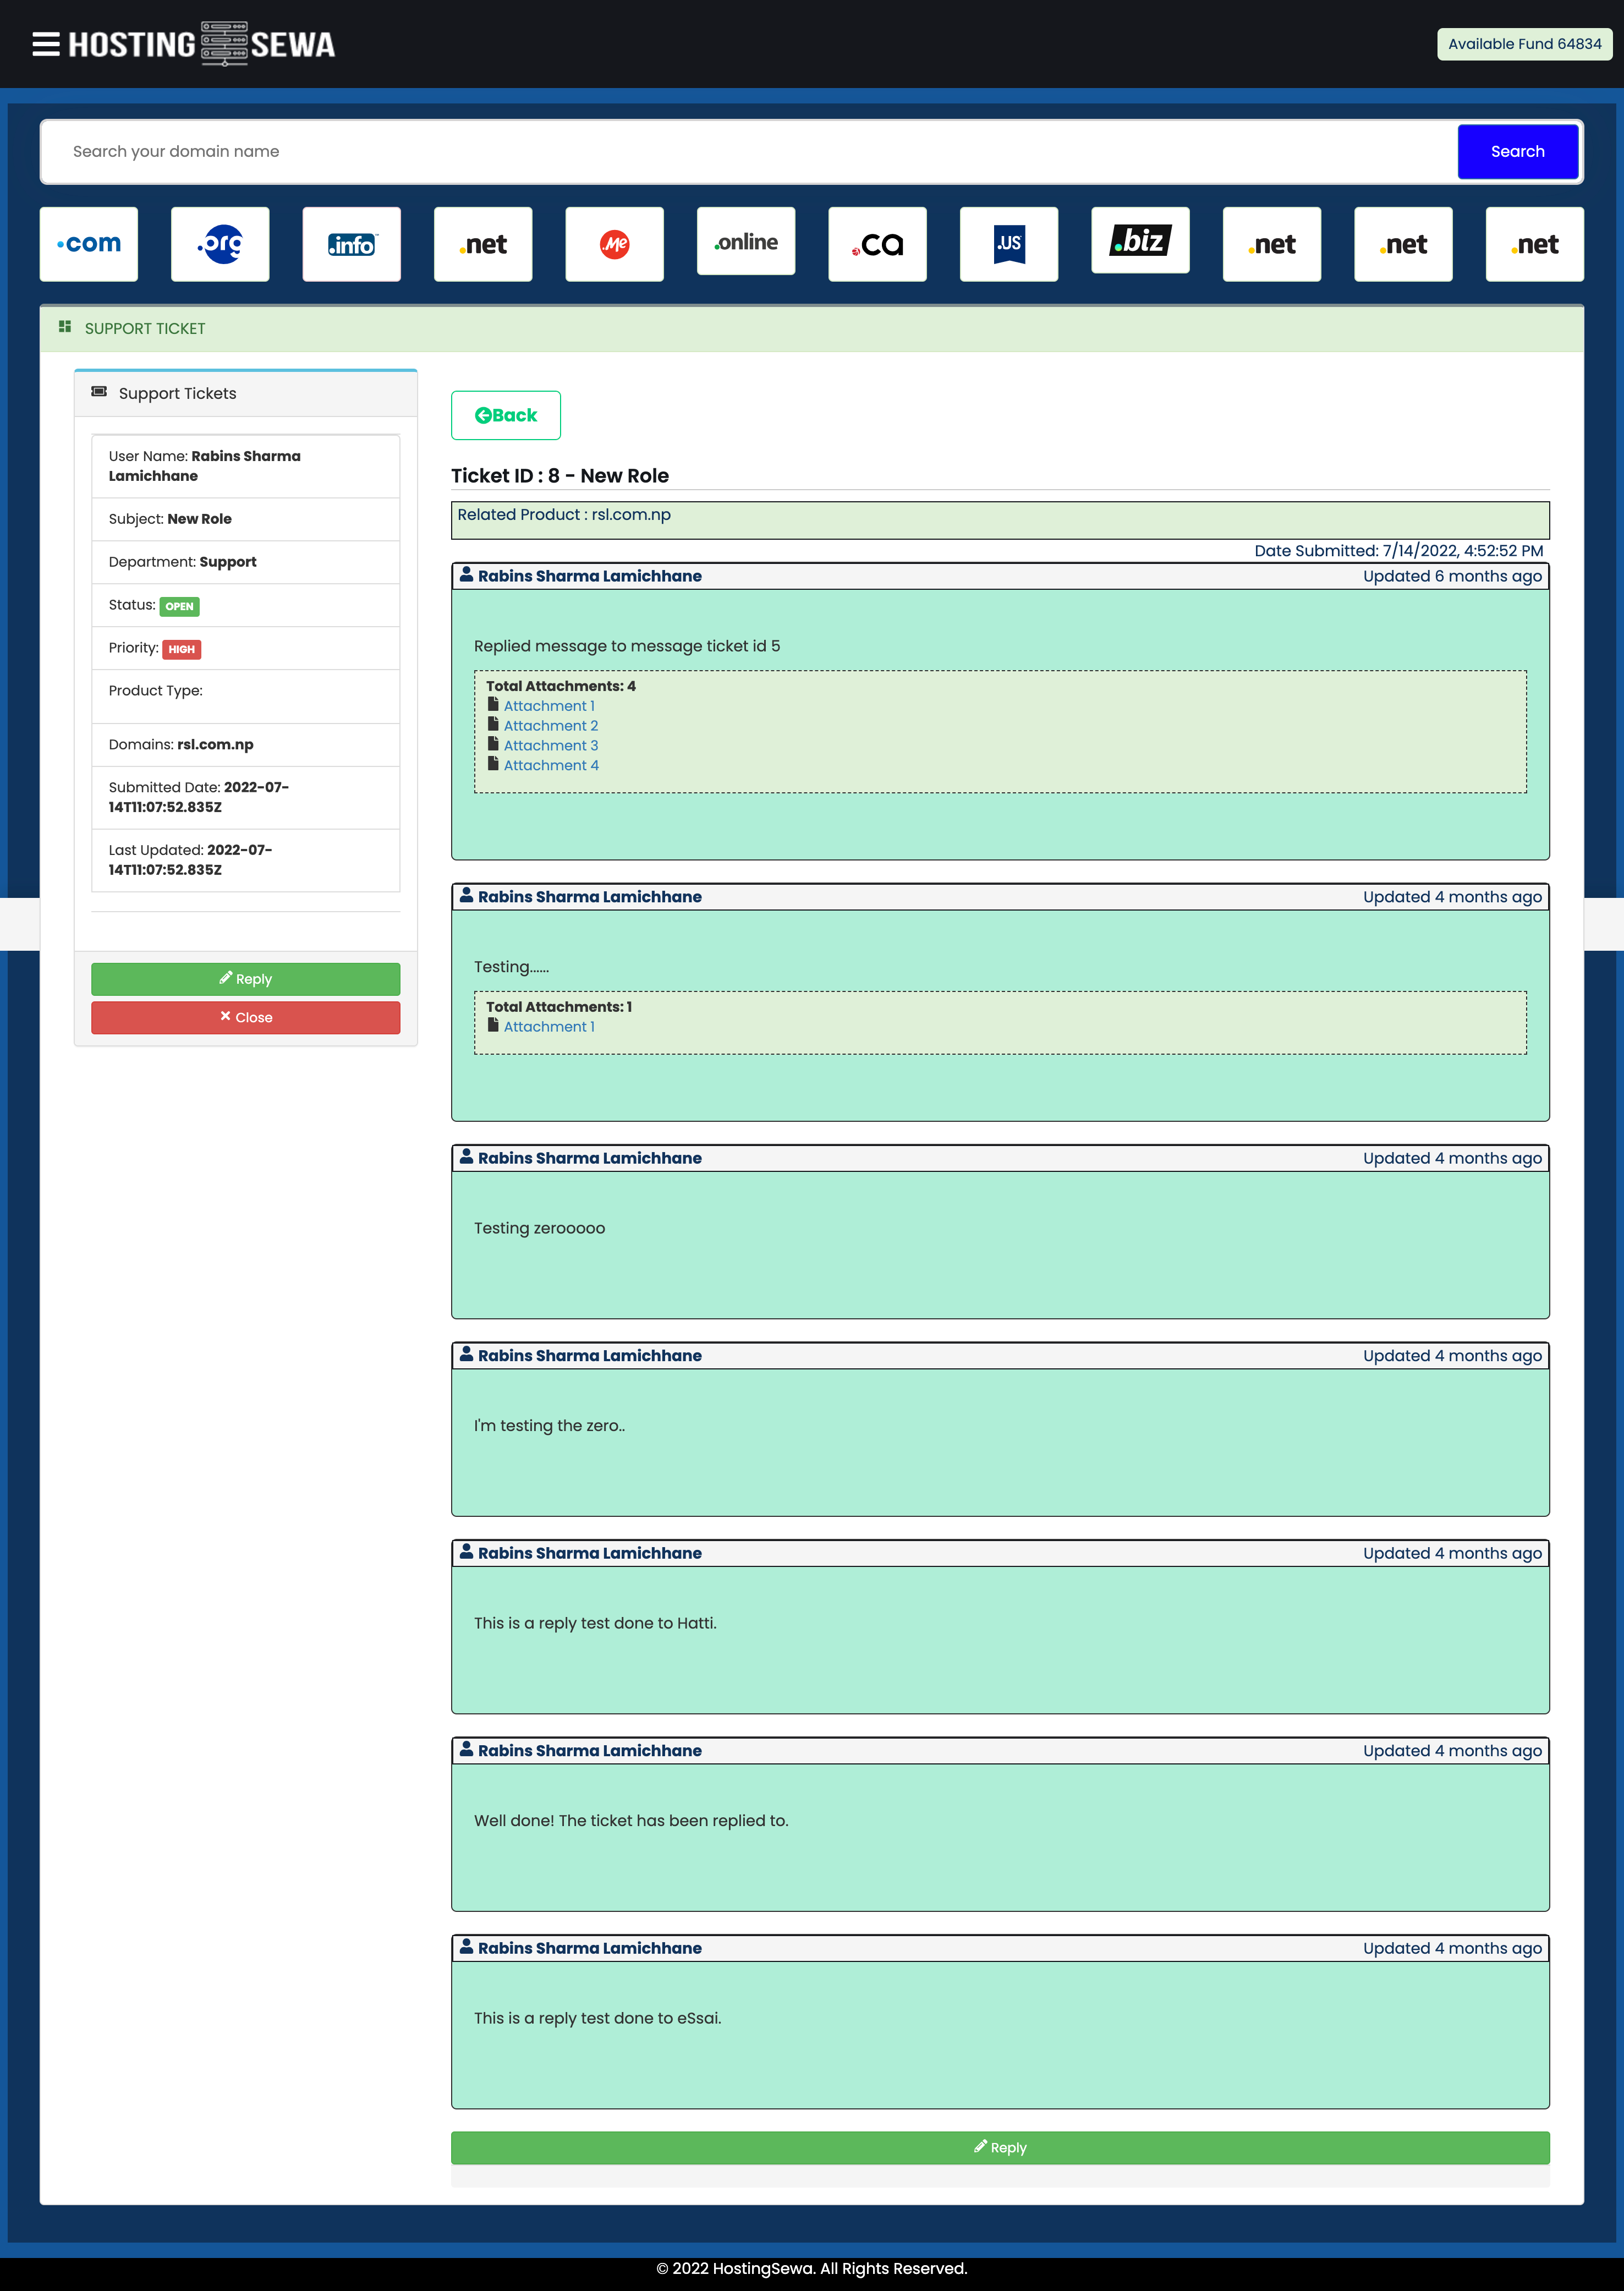 HOSTING SEWA
Available Fund 64834
Search your domain name
Search
.com
.org
.info
.net
.Me
.online
.ca
.US
.biz
.net
.net
.net
SUPPORT TICKET
Support Tickets
User Name: Rabins Sharma
Lamichhane
Subject: New Role
Department: Support
Status: OPEN
Priority: HIGH
Product Type:
Domains: rsl.com.np
Submitted Date: 2022-07-
14T11:07:52.835Z
Last Updated: 2022-07-
14T11:07:52.835Z
Reply
Close
Back
Ticket ID : 8 - New Role
Related Product : rsl.com.np
Date Submitted: 7/14/2022, 4:52:52 PM
Rabins Sharma Lamichhane
Updated 6 months ago
Replied message to message ticket id 5
Total Attachments: 4
Attachment 1
Attachment 2
Attachment 3
Attachment 4
Rabins Sharma Lamichhane
Updated 4 months ago
Testing......
Total Attachments: 1
Attachment 1
Rabins Sharma Lamichhane
Updated 4 months ago
Testing zerooooo
Rabins Sharma Lamichhane
Updated 4 months ago
I'm testing the zero..
Rabins Sharma Lamichhane
Updated 4 months ago
This is a reply test done to Hatti.
Rabins Sharma Lamichhane
Updated 4 months ago
Well done! The ticket has been replied to.
Rabins Sharma Lamichhane
Updated 4 months ago
This is a reply test done to eSsai.
Reply
© 2022 HostingSewa. All Rights Reserved.